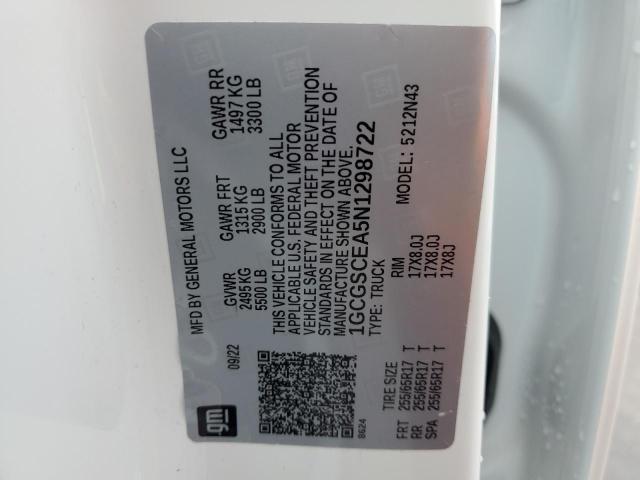 gm
MFD BY GENERAL MOTORS LLC
09/22
GVWR
2495 KG
5500 LB
GAWR FRT
1315 KG
2900 LB
GAWR RR
1497 KG
3300 LB
THIS VEHICLE CONFORMS TO ALL
APPLICABLE U.S. FEDERAL MOTOR
VEHICLE SAFETY AND THEFT PREVENTION
STANDARDS IN EFFECT ON THE DATE OF
MANUFACTURE SHOWN ABOVE.
1GCGSCEA5N1298722
TYPE: TRUCK
MODEL: 5212N43
8624
TIRE SIZE RIM
FRT 255/65R17 T 17X8.0J
RR 255/65R17 T 17X8.0J
SPA 255/65R17 T 17X8J